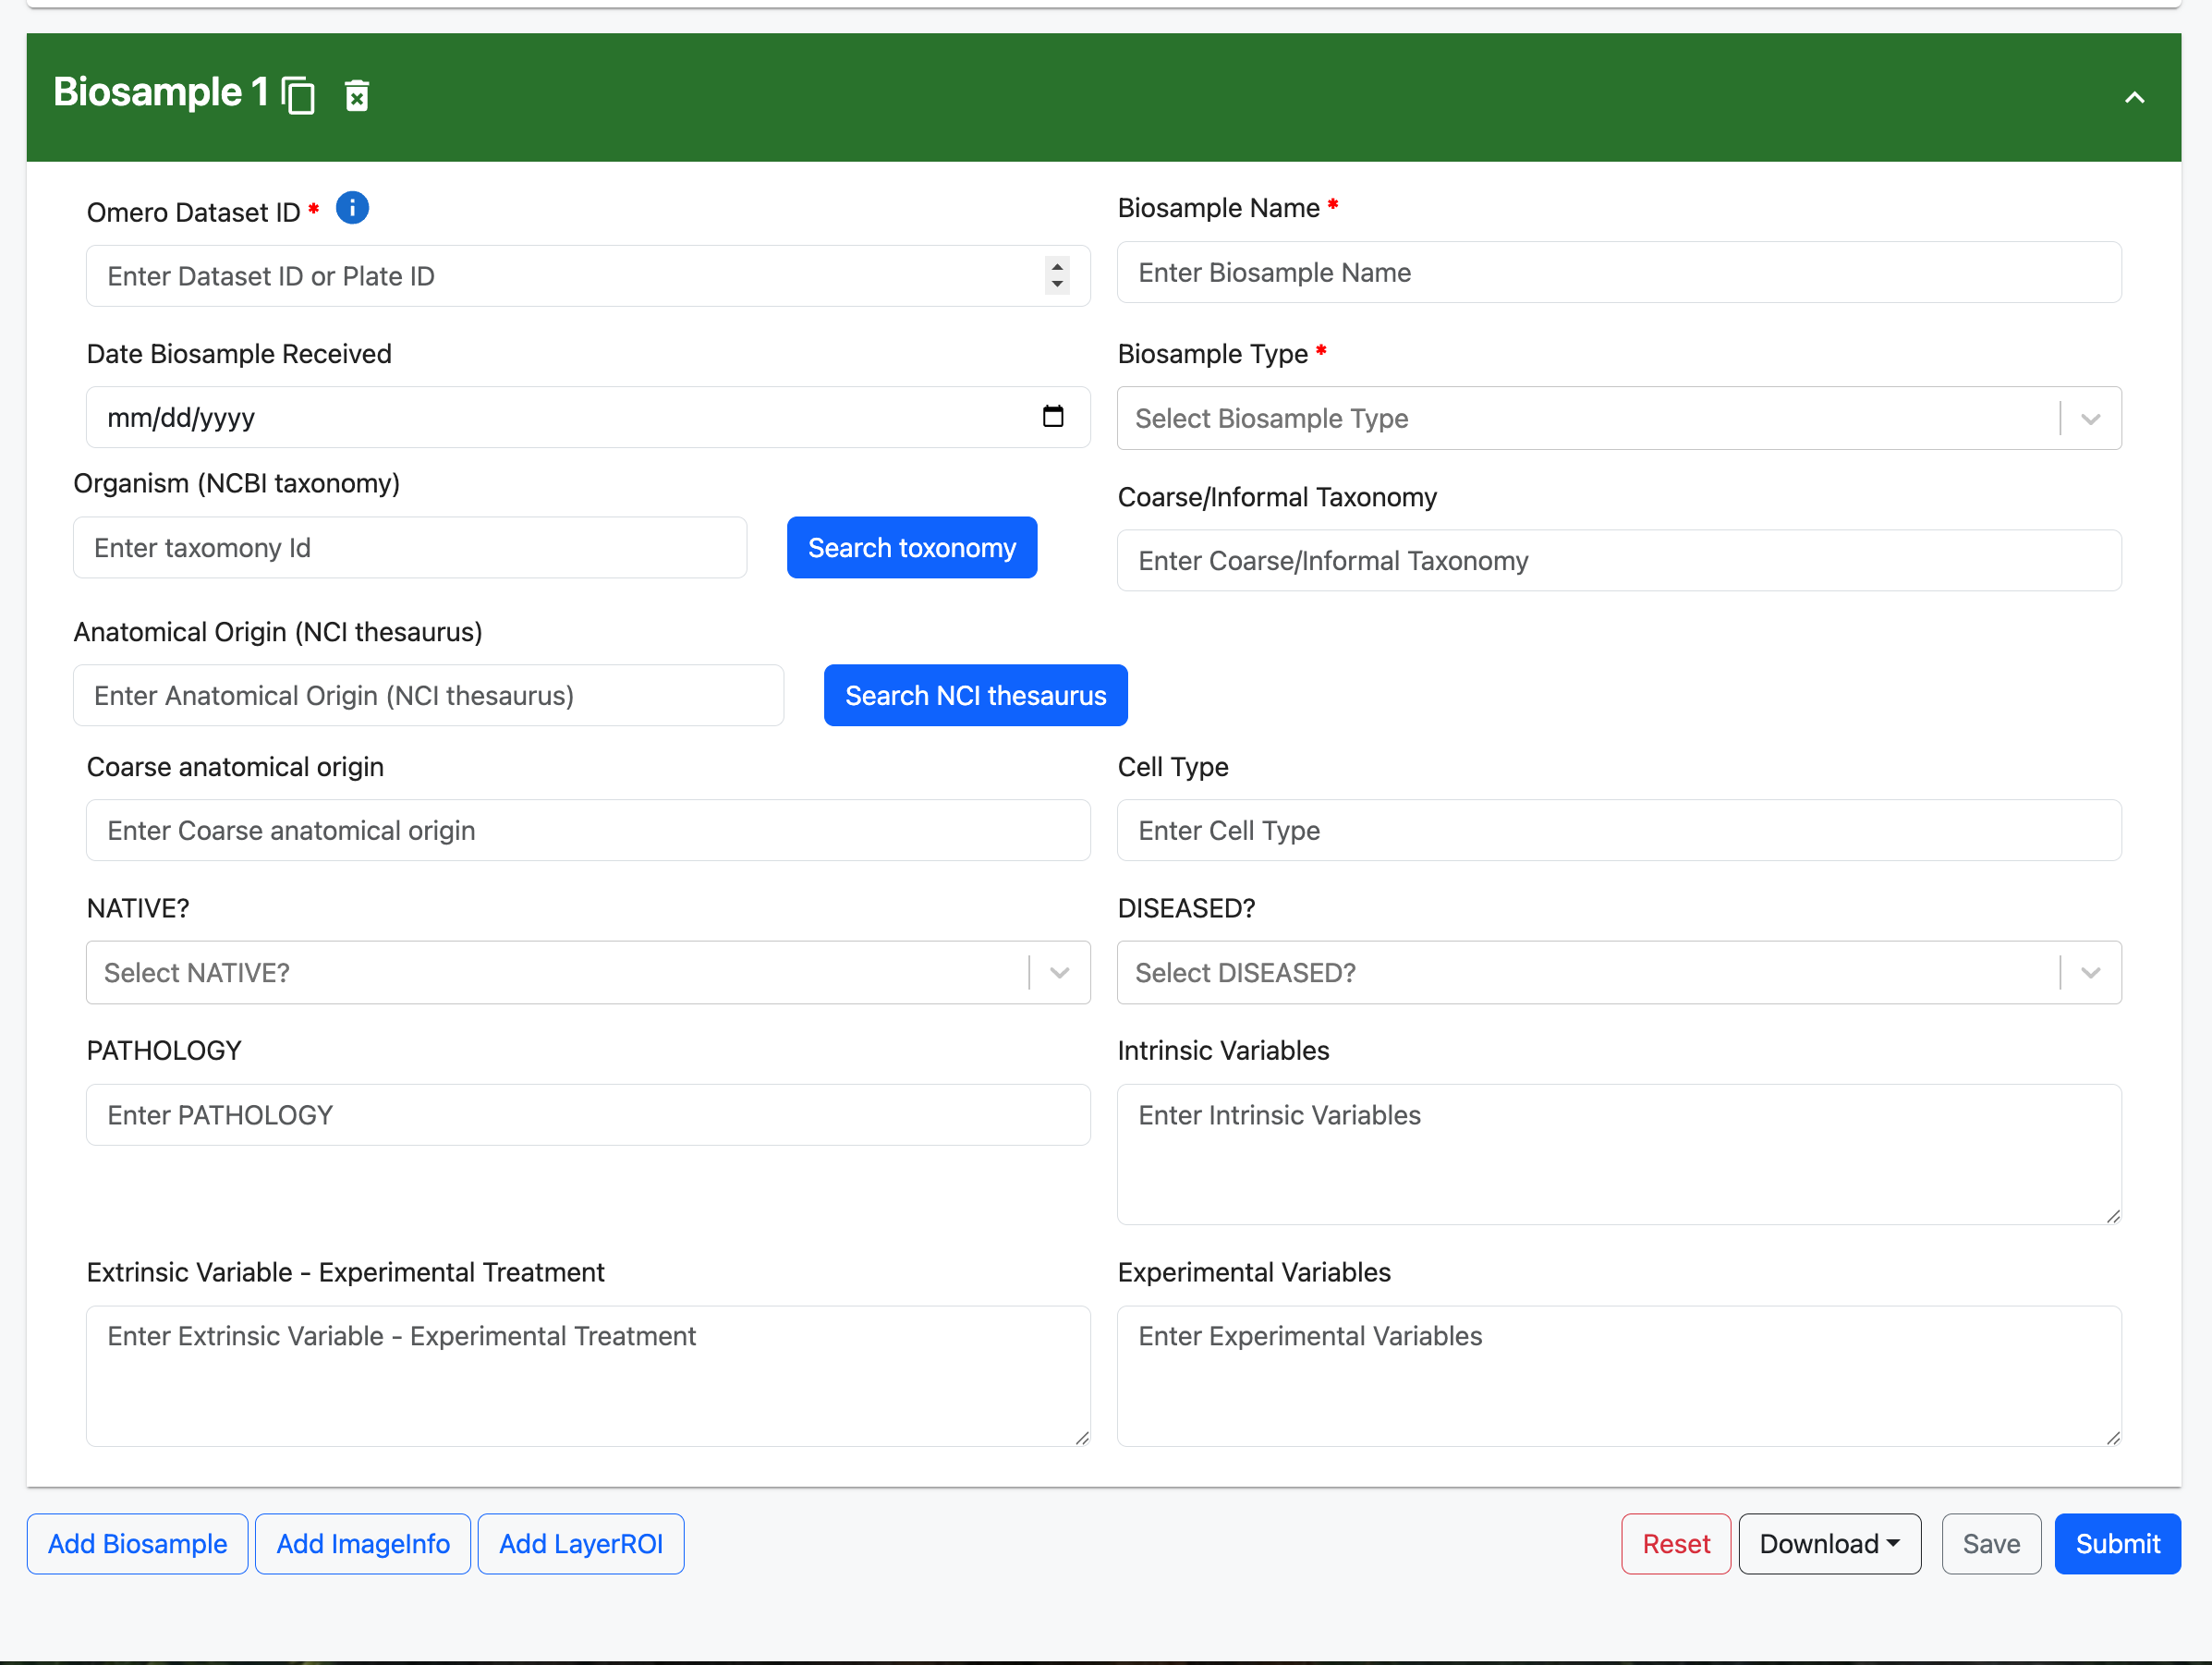 Biosample 1
Omero Dataset ID *
Biosample Name *
Enter Dataset ID or Plate ID
Enter Biosample Name
Date Biosample Received
Biosample Type *
mm/dd/yyyy
Select Biosample Type
Organism (NCBI taxonomy)
Coarse/Informal Taxonomy
Enter taxomony Id
Search toxonomy
Enter Coarse/Informal Taxonomy
Anatomical Origin (NCI thesaurus)
Enter Anatomical Origin (NCI thesaurus)
Search NCI thesaurus
Coarse anatomical origin
Cell Type
Enter Coarse anatomical origin
Enter Cell Type
NATIVE?
DISEASED?
Select NATIVE?
Select DISEASED?
PATHOLOGY
Intrinsic Variables
Enter PATHOLOGY
Enter Intrinsic Variables
Extrinsic Variable - Experimental Treatment
Experimental Variables
Enter Extrinsic Variable - Experimental Treatment
Enter Experimental Variables
Add Biosample
Add ImageInfo
Add LayerROI
Reset
Download
Save
Submit